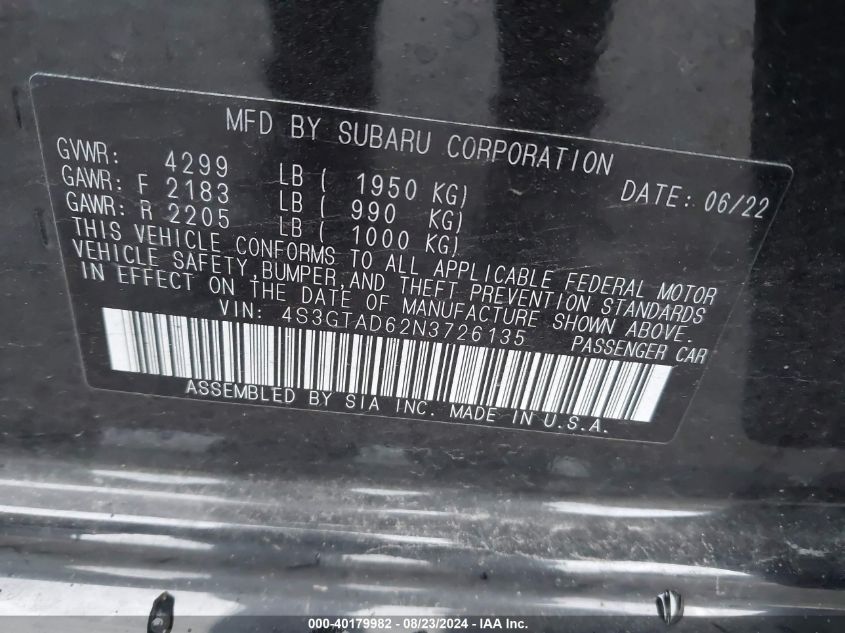 MFD BY SUBARU CORPORATION
GVWR: 4299 LB ( 1950 KG) DATE: 06/22
GAWR: F 2183 LB ( 990 KG)
GAWR: R 2205 LB ( 1000 KG)
THIS VEHICLE CONFORMS TO ALL APPLICABLE FEDERAL MOTOR
VEHICLE SAFETY, BUMPER, AND THEFT PREVENTION STANDARDS
IN EFFECT ON THE DATE OF MANUFACTURE SHOWN ABOVE.
VIN: 4S3GTAD62N3726135 PASSENGER CAR
ASSEMBLED BY SIA INC. MADE IN U.S.A.
000-40179982 - 08/23/2024 - IAA Inc.